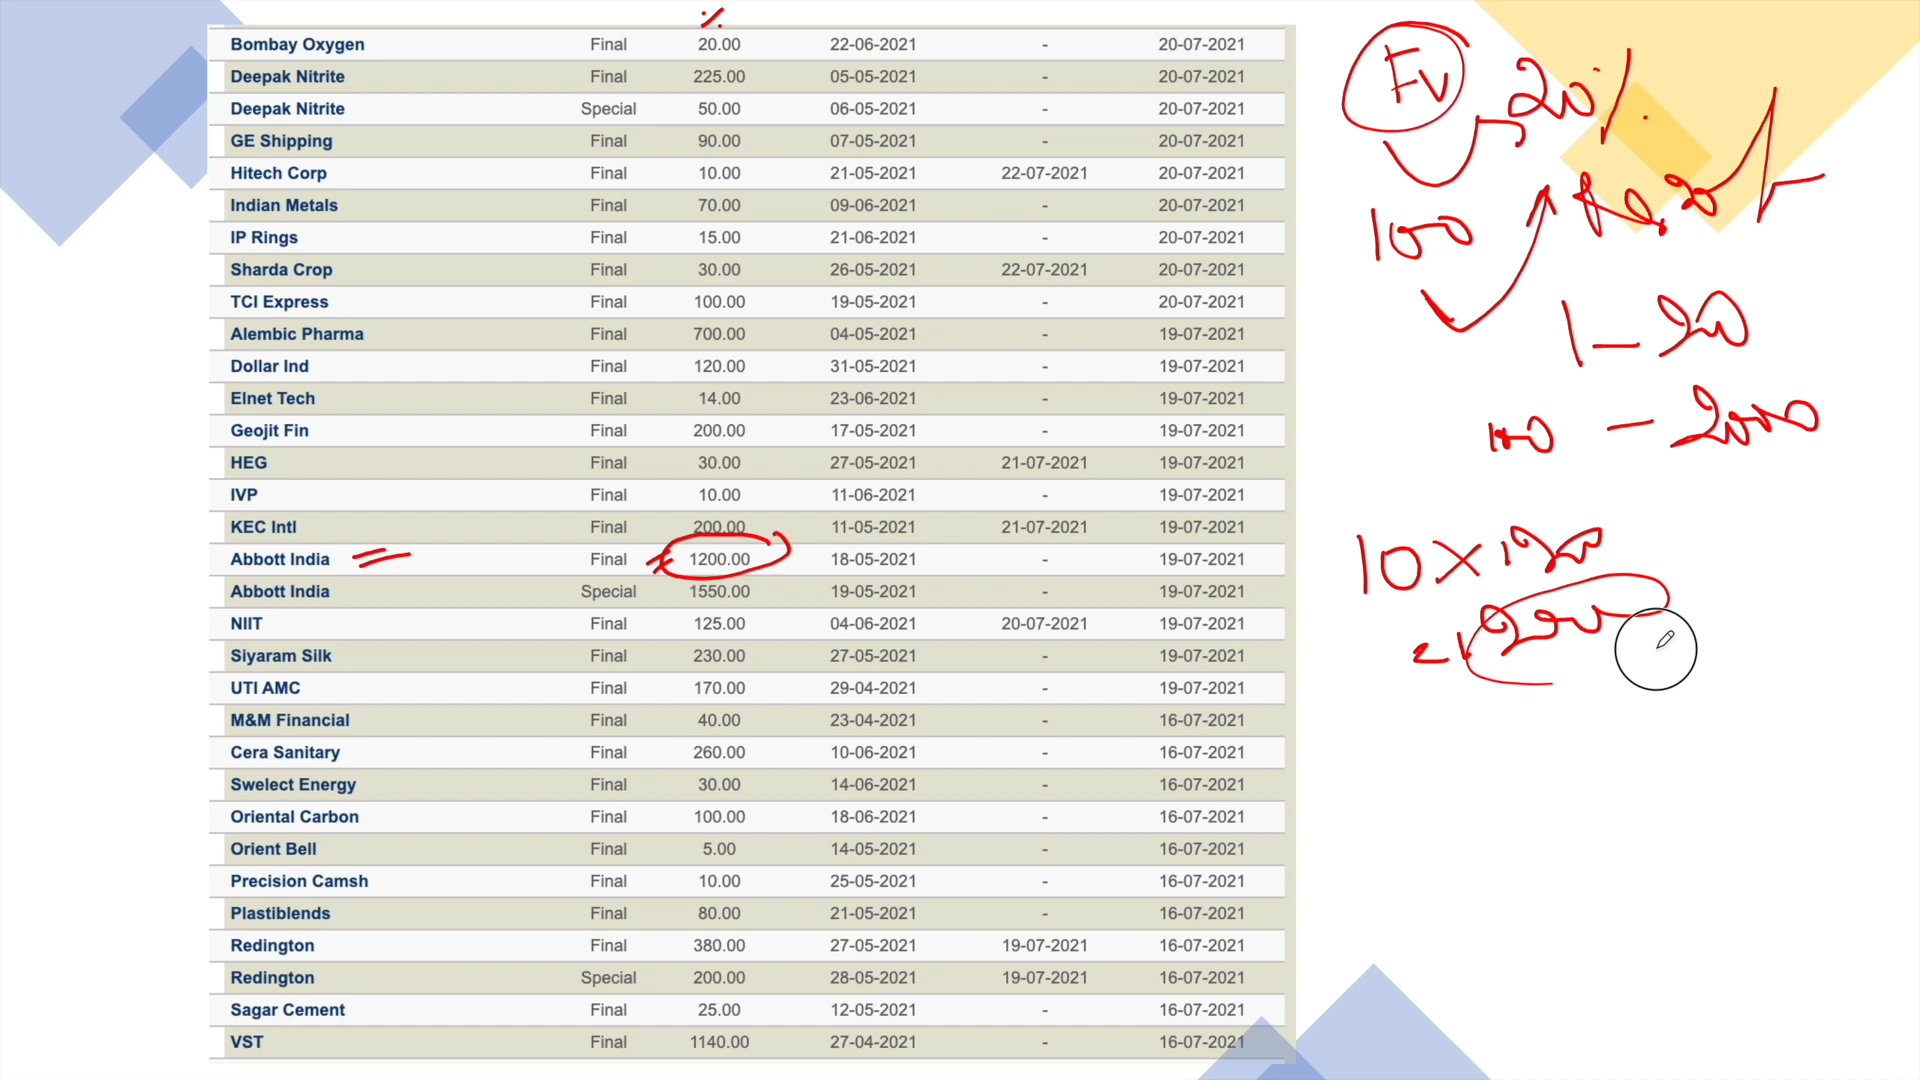 %
Bombay Oxygen Final 20.00 22-06-2021 - 20-07-2021
Deepak Nitrite Final 225.00 05-05-2021 - 20-07-2021
Deepak Nitrite Special 50.00 06-05-2021 - 20-07-2021
GE Shipping Final 90.00 07-05-2021 - 20-07-2021
Hitech Corp Final 10.00 21-05-2021 22-07-2021 20-07-2021
Indian Metals Final 70.00 09-06-2021 - 20-07-2021
IP Rings Final 15.00 21-06-2021 - 20-07-2021
Sharda Crop Final 30.00 26-05-2021 22-07-2021 20-07-2021
TCI Express Final 100.00 19-05-2021 - 20-07-2021
Alembic Pharma Final 700.00 04-05-2021 - 19-07-2021
Dollar Ind Final 120.00 31-05-2021 - 19-07-2021
Elnet Tech Final 14.00 23-06-2021 - 19-07-2021
Geojit Fin Final 200.00 17-05-2021 - 19-07-2021
HEG Final 30.00 27-05-2021 21-07-2021 19-07-2021
IVP Final 10.00 11-06-2021 - 19-07-2021
KEC Intl Final 200.00 11-05-2021 21-07-2021 19-07-2021
Abbott India Final 1200.00 18-05-2021 - 19-07-2021
Abbott India Special 1550.00 19-05-2021 - 19-07-2021
NIIT Final 125.00 04-06-2021 20-07-2021 19-07-2021
Siyaram Silk Final 230.00 27-05-2021 - 19-07-2021
UTI AMC Final 170.00 29-04-2021 - 19-07-2021
M&M Financial Final 40.00 23-04-2021 - 16-07-2021
Cera Sanitary Final 260.00 10-06-2021 - 16-07-2021
Swelect Energy Final 30.00 14-06-2021 - 16-07-2021
Oriental Carbon Final 100.00 18-06-2021 - 16-07-2021
Orient Bell Final 5.00 14-05-2021 - 16-07-2021
Precision Camsh Final 10.00 25-05-2021 - 16-07-2021
Plastiblends Final 80.00 21-05-2021 - 16-07-2021
Redington Final 380.00 27-05-2021 19-07-2021 16-07-2021
Redington Special 200.00 28-05-2021 19-07-2021 16-07-2021
Sagar Cement Final 25.00 12-05-2021 - 16-07-2021
VST Final 1140.00 27-04-2021 - 16-07-2021
Fv 20%
100
1 - 20
100 - 2000
10 X